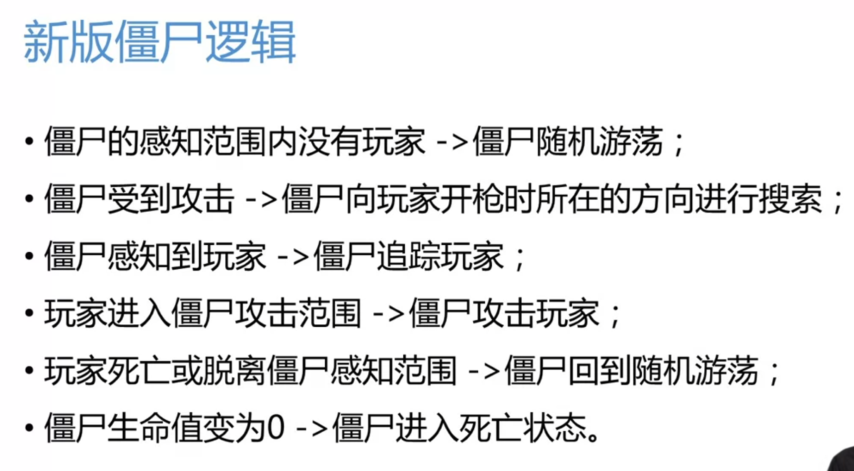 新版僵尸逻辑
• 僵尸的感知范围内没有玩家 ->僵尸随机游荡；
• 僵尸受到攻击 ->僵尸向玩家开枪时所在的方向进行搜索；
• 僵尸感知到玩家 ->僵尸追踪玩家；
• 玩家进入僵尸攻击范围 ->僵尸攻击玩家；
• 玩家死亡或脱离僵尸感知范围 ->僵尸回到随机游荡；
• 僵尸生命值变为0 ->僵尸进入死亡状态。